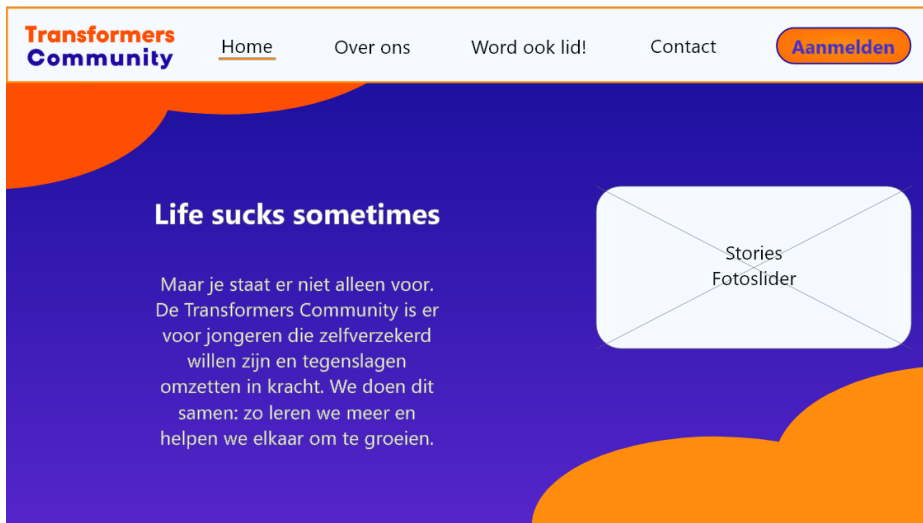 Transformers
Community
Home
Over ons
Word ook lid!
Contact
Aanmelden
Life sucks sometimes
Maar je staat er niet alleen voor.
De Transformers Community is er
voor jongeren die zelfverzekerd
willen zijn en tegenslagen
omzetten in kracht. We doen dit
samen: zo leren we meer en
helpen we elkaar om te groeien.
Stories
Fotoslider